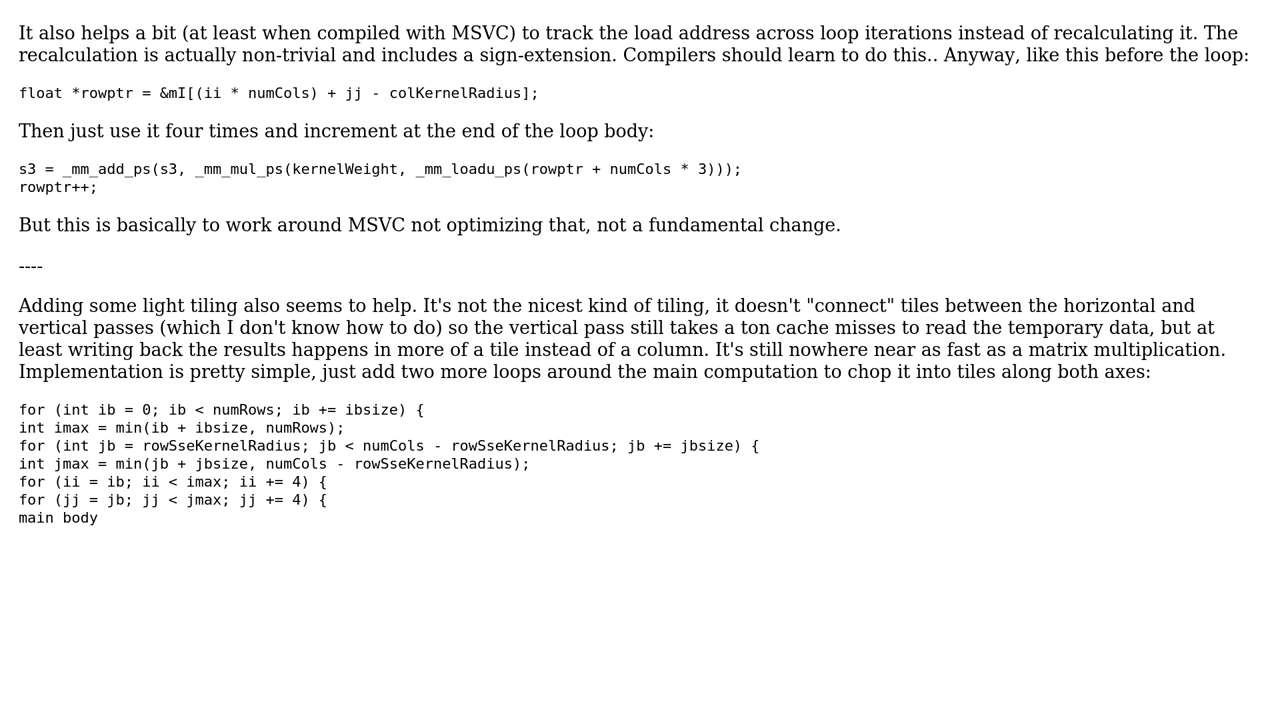 It also helps a bit (at least when compiled with MSVC) to track the load address across loop iterations instead of recalculating it. The
recalculation is actually non-trivial and includes a sign-extension. Compilers should learn to do this.. Anyway, like this before the loop:
float *rowptr = &mI[(ii * numCols) + jj - colKernelRadius];
Then just use it four times and increment at the end of the loop body:
s3 = _mm_add_ps(s3, _mm_mul_ps(kernelWeight, _mm_loadu_ps(rowptr + numCols * 3)));
rowptr++;
But this is basically to work around MSVC not optimizing that, not a fundamental change.
----
Adding some light tiling also seems to help. It's not the nicest kind of tiling, it doesn't "connect" tiles between the horizontal and
vertical passes (which I don't know how to do) so the vertical pass still takes a ton cache misses to read the temporary data, but at
least writing back the results happens in more of a tile instead of a column. It's still nowhere near as fast as a matrix multiplication.
Implementation is pretty simple, just add two more loops around the main computation to chop it into tiles along both axes:
for (int ib = 0; ib < numRows; ib += ibsize) {
int imax = min(ib + ibsize, numRows);
for (int jb = rowSseKernelRadius; jb < numCols - rowSseKernelRadius; jb += jbsize) {
int jmax = min(jb + jbsize, numCols - rowSseKernelRadius);
for (ii = ib; ii < imax; ii += 4) {
for (jj = jb; jj < jmax; jj += 4) {
main body